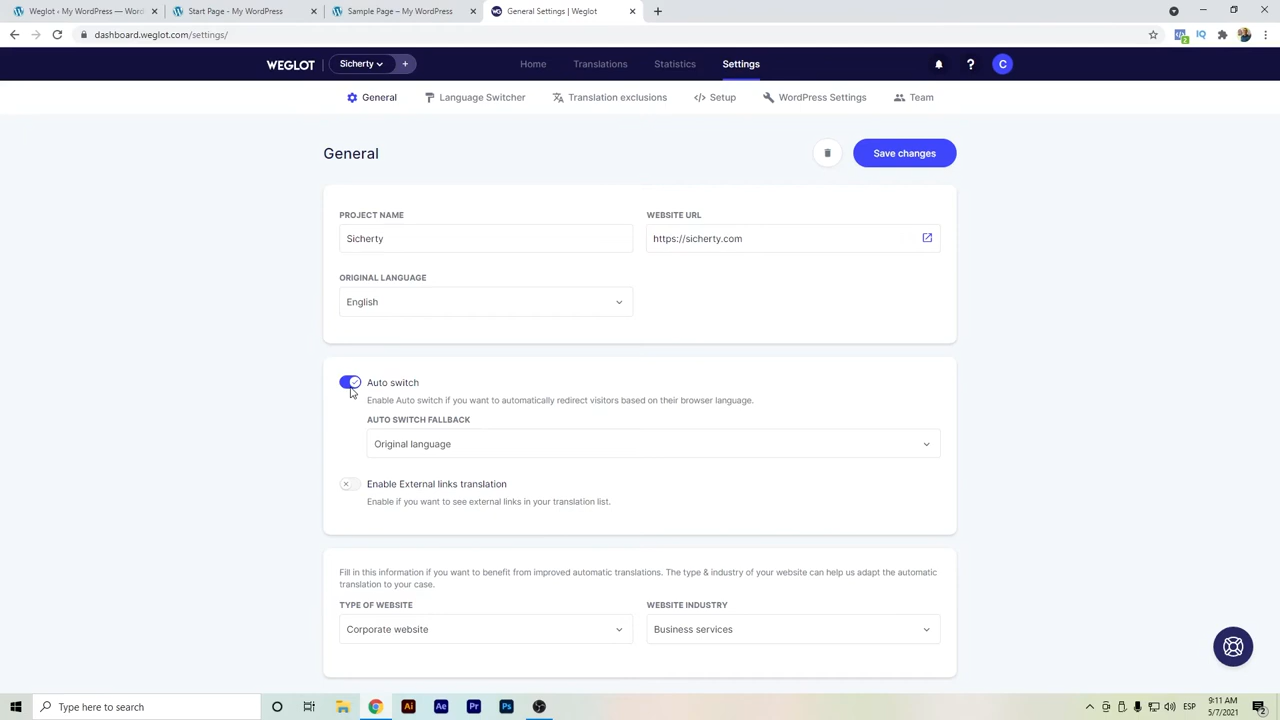 Weglot ‹ My WordPress —
Start Page – My WordPress
Sample Page – My WordPress
General Settings | Weglot
dashboard.weglot.com/settings/
2
IQ
WEGLOT
Sicherty
+
Home
Translations
Statistics
Settings
?
C
General
Language Switcher
Translation exclusions
Setup
WordPress Settings
Team
General
Save changes
PROJECT NAME
WEBSITE URL
Sicherty
https://sicherty.com
ORIGINAL LANGUAGE
English
Auto switch
Enable Auto switch if you want to automatically redirect visitors based on their browser language.
AUTO SWITCH FALLBACK
Original language
Enable External links translation
Enable if you want to see external links in your translation list.
Fill in this information if you want to benefit from improved automatic translations. The type & industry of your website can help us adapt the automatic
translation to your case.
TYPE OF WEBSITE
WEBSITE INDUSTRY
Corporate website
Business services
Type here to search
Ai
Ae
Pr
Ps
ESP
9:11 AM
5/7/2021
2